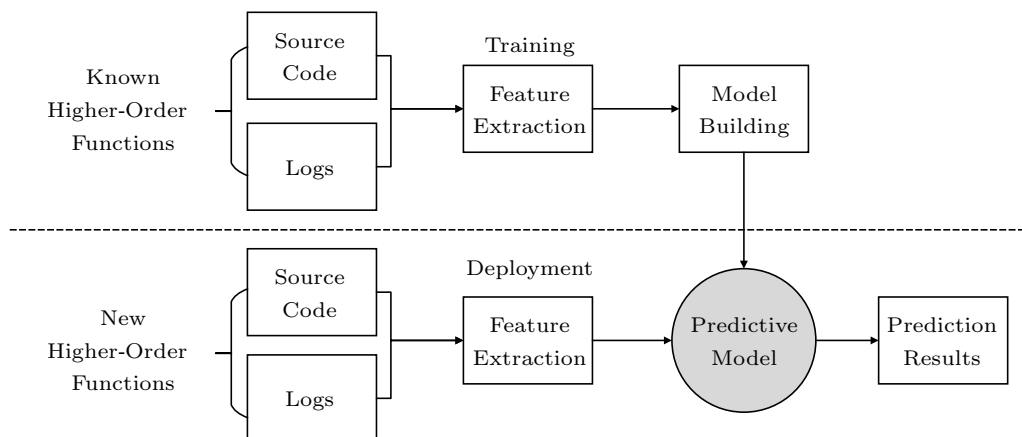 Training
Known
Higher-Order
Functions
Source
Code
Logs
Feature
Extraction
Model
Building
Deployment
New
Higher-Order
Functions
Source
Code
Logs
Feature
Extraction
Predictive
Model
Prediction
Results